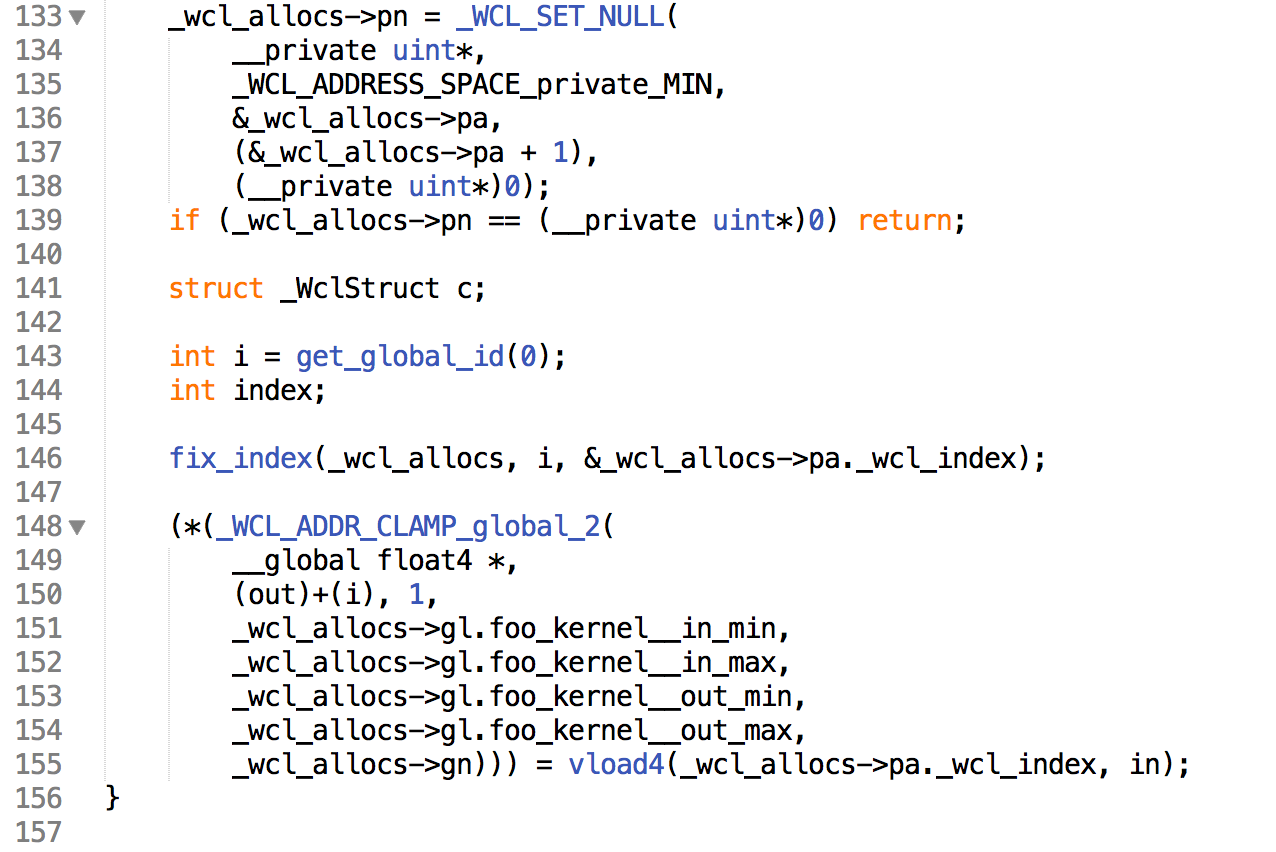 133 ▼ _wcl_allocs->pn = _WCL_SET_NULL(
134 __private uint*,
135 _WCL_ADDRESS_SPACE_private_MIN,
136 &_wcl_allocs->pa,
137 (&_wcl_allocs->pa + 1),
138 (__private uint*)0);
139 if (_wcl_allocs->pn == (__private uint*)0) return;
140
141 struct _WclStruct c;
142
143 int i = get_global_id(0);
144 int index;
145
146 fix_index(_wcl_allocs, i, &_wcl_allocs->pa._wcl_index);
147
148 ▼ (*(_WCL_ADDR_CLAMP_global_2(
149 __global float4 *,
150 (out)+(i), 1,
151 _wcl_allocs->gl.foo_kernel__in_min,
152 _wcl_allocs->gl.foo_kernel__in_max,
153 _wcl_allocs->gl.foo_kernel__out_min,
154 _wcl_allocs->gl.foo_kernel__out_max,
155 _wcl_allocs->gn))) = vload4(_wcl_allocs->pa._wcl_index, in);
156 }
157